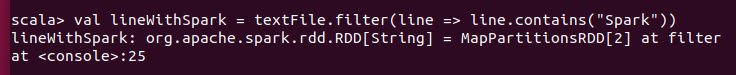 scala> val lineWithSpark = textFile.filter(line => line.contains("Spark"))
lineWithSpark: org.apache.spark.rdd.RDD[String] = MapPartitionsRDD[2] at filter
at <console>:25